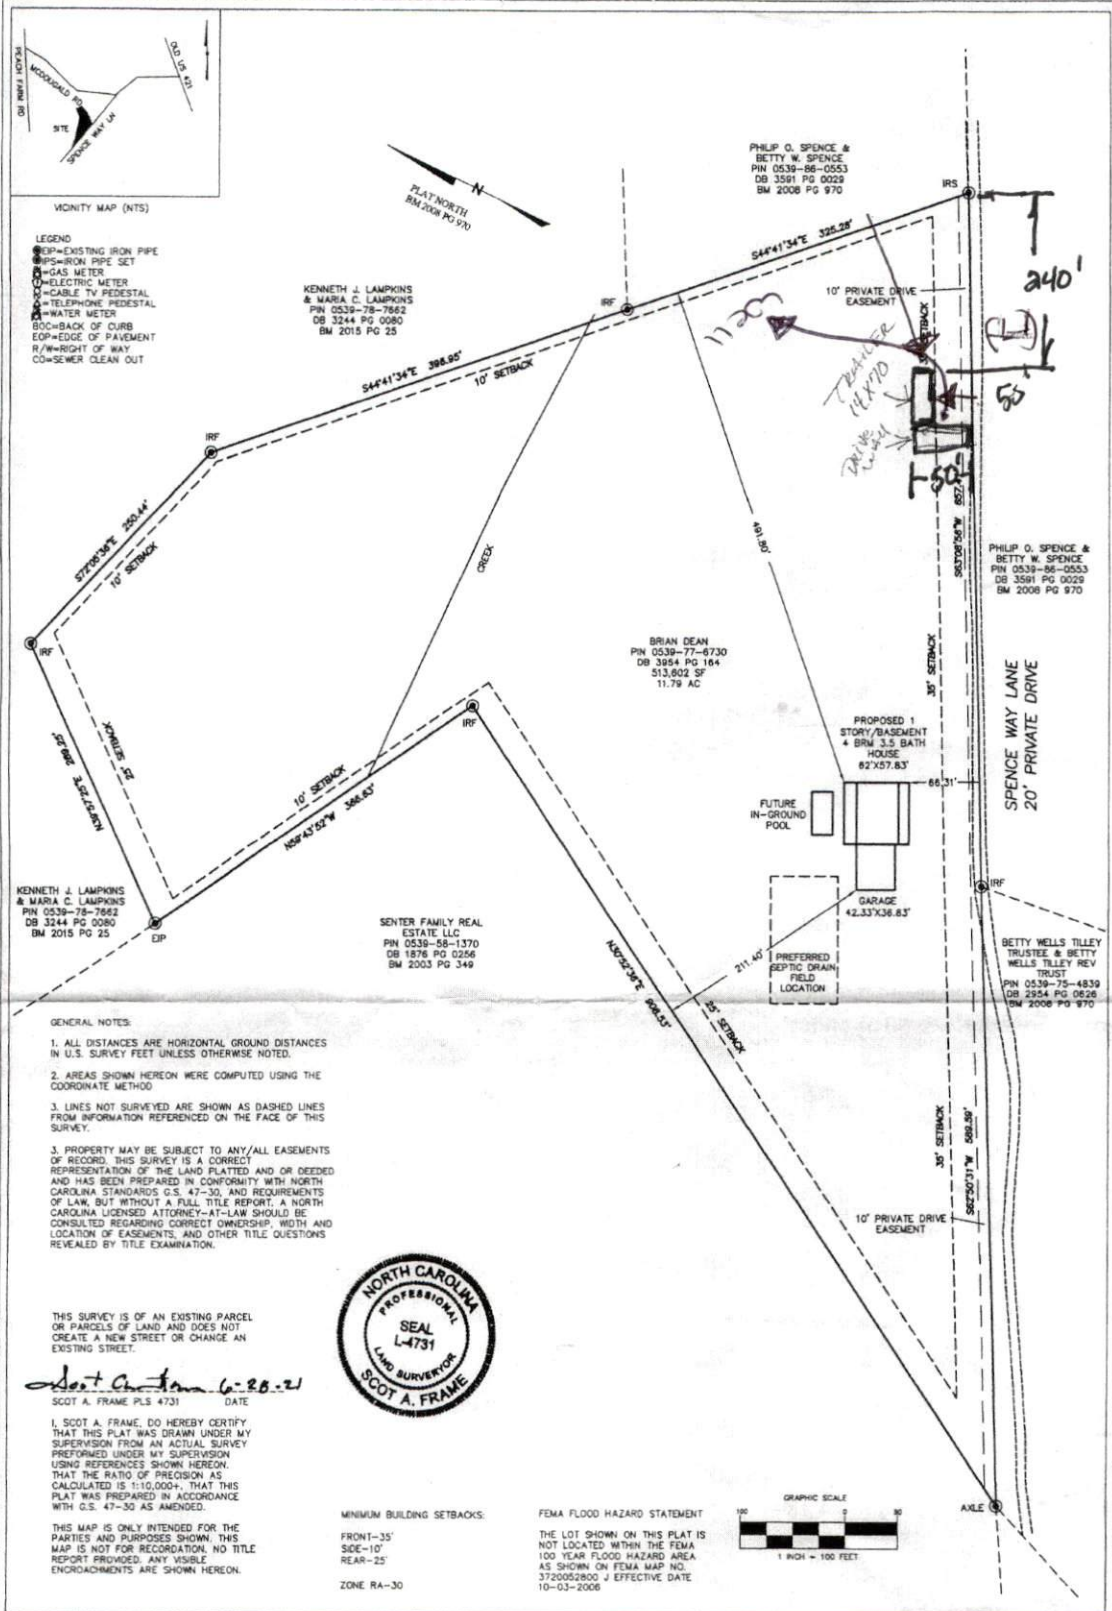 PEACH FARM RD
MCDOUGALD RD
OLD US 421
SITE
SPENCE WAY LN
VICINITY MAP (NTS)
LEGEND
EIP=EXISTING IRON PIPE
IPS=IRON PIPE SET
=GAS METER
=ELECTRIC METER
=CABLE TV PEDESTAL
=TELEPHONE PEDESTAL
=WATER METER
BOC=BACK OF CURB
EOP=EDGE OF PAVEMENT
R/W=RIGHT OF WAY
CO=SEWER CLEAN OUT
N
PLAT NORTH
BM 2008 PG 970
PHILIP O. SPENCE &
BETTY W. SPENCE
PIN 0539-86-0553
DB 3591 PG 0029
BM 2008 PG 970
IRS
S44°41'34"E 325.28'
240'
10' PRIVATE DRIVE
EASEMENT
KENNETH J. LAMPKINS
& MARIA C. LAMPKINS
PIN 0539-78-7662
DB 3244 PG 0080
BM 2015 PG 25
IRF
S44°41'34"E 396.95'
10' SETBACK
SETBACK
TRAILER
14X70
50'
DRIVE
WAY
50'
IRF
S72°06'36"E 250.44'
10' SETBACK
CREEK
491.80'
PHILIP O. SPENCE &
BETTY W. SPENCE
PIN 0539-86-0553
DB 3591 PG 0029
BM 2008 PG 970
IRF
BRIAN DEAN
PIN 0539-77-6730
DB 3954 PG 164
513,602 SF
11.79 AC
35' SETBACK
SPENCE WAY LANE
20' PRIVATE DRIVE
IRF
N39°57'25"E 289.25'
25' SETBACK
10' SETBACK
N59°43'52"W 386.63'
PROPOSED 1
STORY/BASEMENT
4 BRM 3.5 BATH
HOUSE
62'X57.83'
66.31'
FUTURE
IN-GROUND
POOL
IRF
GARAGE
42.33'X36.83'
KENNETH J. LAMPKINS
& MARIA C. LAMPKINS
PIN 0539-78-7662
DB 3244 PG 0080
BM 2015 PG 25
EIP
SENTER FAMILY REAL
ESTATE LLC
PIN 0539-58-1370
DB 1876 PG 0256
BM 2003 PG 349
N30°52'36"E 906.53'
211.40'
PREFERRED
SEPTIC DRAIN
FIELD
LOCATION
25' SETBACK
BETTY WELLS TILLEY
TRUSTEE & BETTY
WELLS TILLEY REV
TRUST
PIN 0539-75-4839
DB 2954 PG 0626
BM 2008 PG 970
GENERAL NOTES:
1. ALL DISTANCES ARE HORIZONTAL GROUND DISTANCES
IN U.S. SURVEY FEET UNLESS OTHERWISE NOTED.
2. AREAS SHOWN HEREON WERE COMPUTED USING THE
COORDINATE METHOD
3. LINES NOT SURVEYED ARE SHOWN AS DASHED LINES
FROM INFORMATION REFERENCED ON THE FACE OF THIS
SURVEY.
3. PROPERTY MAY BE SUBJECT TO ANY/ALL EASEMENTS
OF RECORD. THIS SURVEY IS A CORRECT
REPRESENTATION OF THE LAND PLATTED AND OR DEEDED
AND HAS BEEN PREPARED IN CONFORMITY WITH NORTH
CAROLINA STANDARDS G.S. 47-30, AND REQUIREMENTS
OF LAW, BUT WITHOUT A FULL TITLE REPORT. A NORTH
CAROLINA LICENSED ATTORNEY-AT-LAW SHOULD BE
CONSULTED REGARDING CORRECT OWNERSHIP, WIDTH AND
LOCATION OF EASEMENTS, AND OTHER TITLE QUESTIONS
REVEALED BY TITLE EXAMINATION.
35' SETBACK
S62°50'31"W 589.59'
10' PRIVATE DRIVE
EASEMENT
THIS SURVEY IS OF AN EXISTING PARCEL
OR PARCELS OF LAND AND DOES NOT
CREATE A NEW STREET OR CHANGE AN
EXISTING STREET.
6-28-21
SCOT A. FRAME PLS 4731 DATE
NORTH CAROLINA
PROFESSIONAL
SEAL
L-4731
LAND SURVEYOR
SCOT A. FRAME
I, SCOT A. FRAME, DO HEREBY CERTIFY
THAT THIS PLAT WAS DRAWN UNDER MY
SUPERVISION FROM AN ACTUAL SURVEY
PREFORMED UNDER MY SUPERVISION
USING REFERENCES SHOWN HEREON.
THAT THE RATIO OF PRECISION AS
CALCULATED IS 1:10,000+. THAT THIS
PLAT WAS PREPARED IN ACCORDANCE
WITH G.S. 47-30 AS AMENDED.
THIS MAP IS ONLY INTENDED FOR THE
PARTIES AND PURPOSES SHOWN. THIS
MAP IS NOT FOR RECORDATION. NO TITLE
REPORT PROVIDED. ANY VISIBLE
ENCROACHMENTS ARE SHOWN HEREON.
MINIMUM BUILDING SETBACKS:
FRONT-35'
SIDE-10'
REAR-25'
ZONE RA-30
FEMA FLOOD HAZARD STATEMENT
THE LOT SHOWN ON THIS PLAT IS
NOT LOCATED WITHIN THE FEMA
100 YEAR FLOOD HAZARD AREA
AS SHOWN ON FEMA MAP NO.
3720052800 J EFFECTIVE DATE
10-03-2006
GRAPHIC SCALE
100 0 50
1 INCH = 100 FEET
AXLE